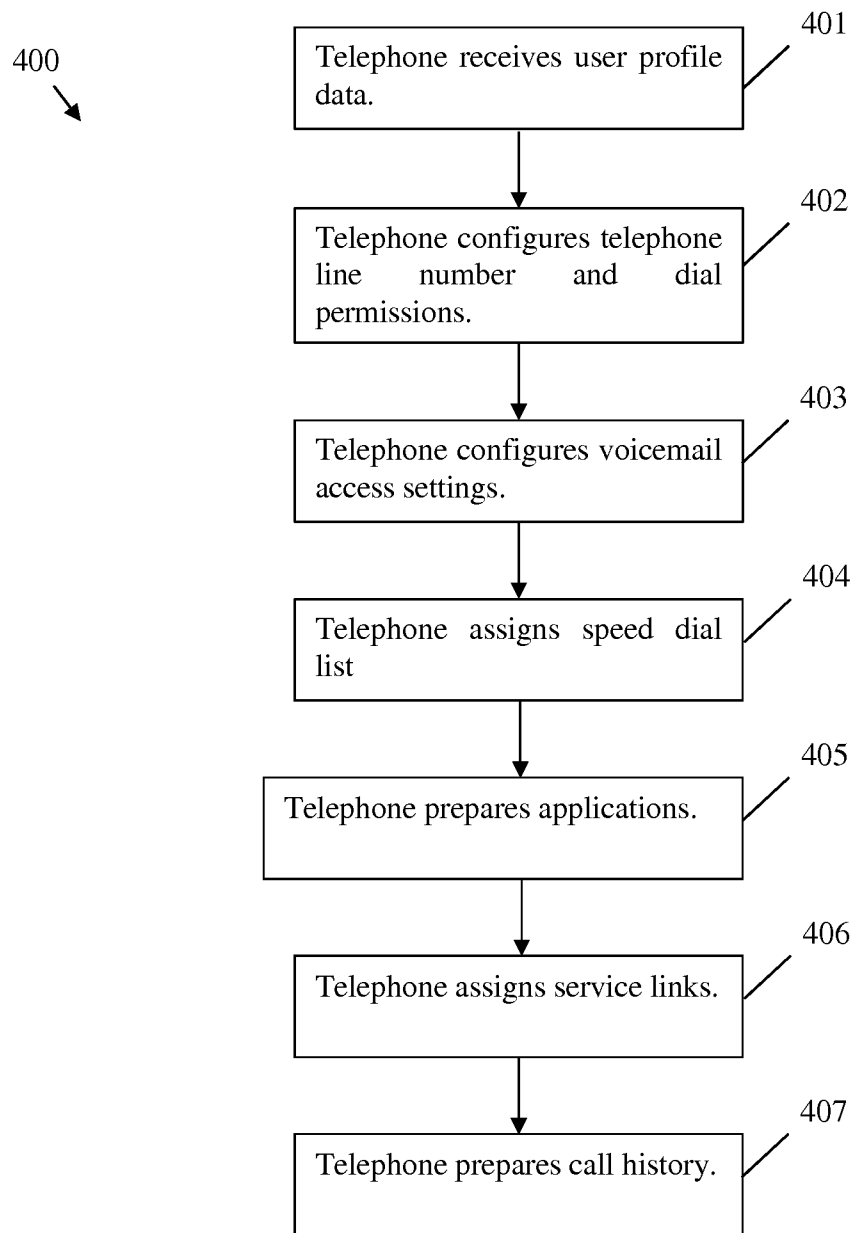 400
401
Telephone receives user profile
data.
402
Telephone configures telephone
line number and dial
permissions.
403
Telephone configures voicemail
access settings.
404
Telephone assigns speed dial
list
405
Telephone prepares applications.
406
Telephone assigns service links.
407
Telephone prepares call history.